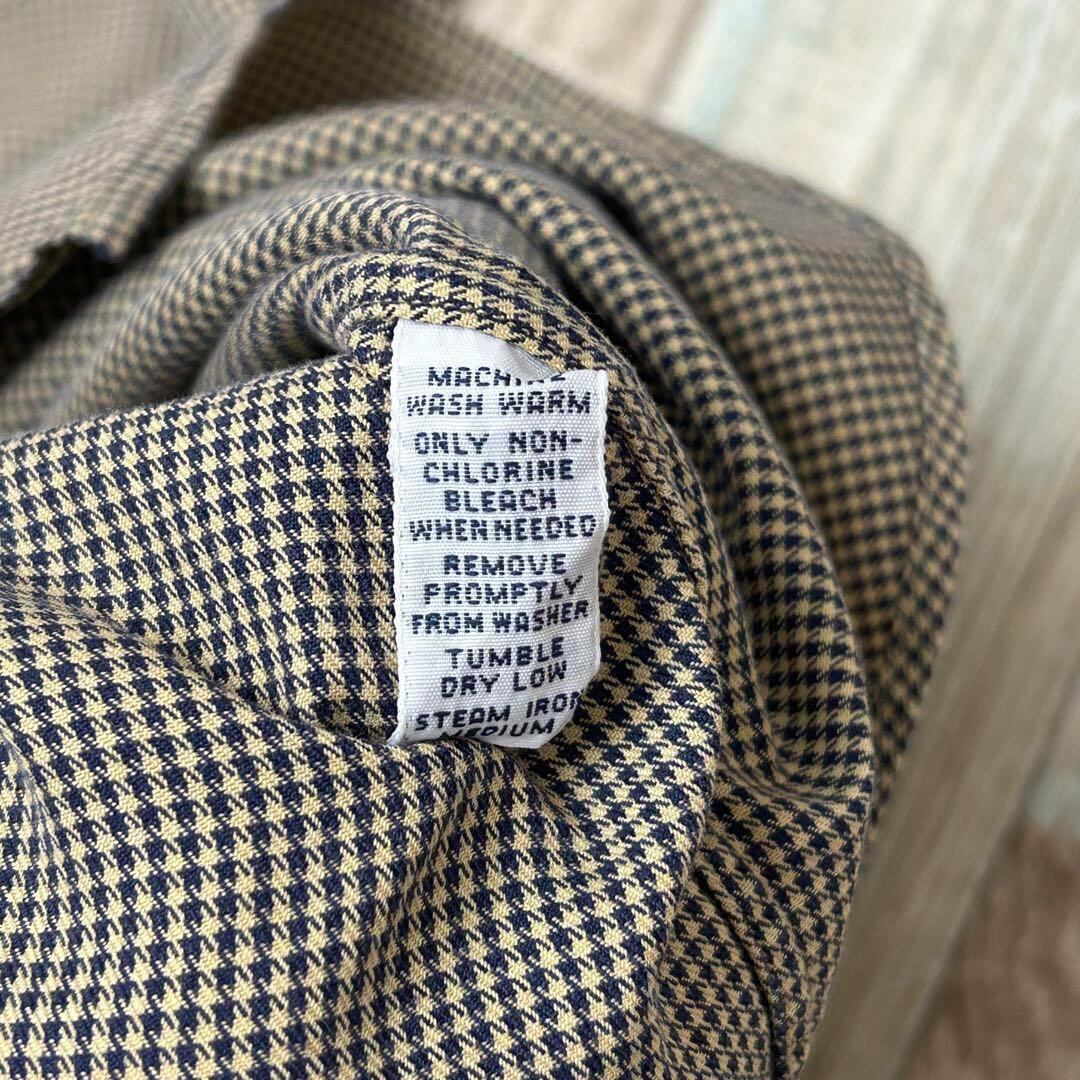 MACHINE
WASH WARM
ONLY NON-
CHLORINE
BLEACH
WHEN NEEDED
REMOVE
PROMPTLY
FROM WASHER
TUMBLE
DRY LOW
STEAM IRON
MEDIUM